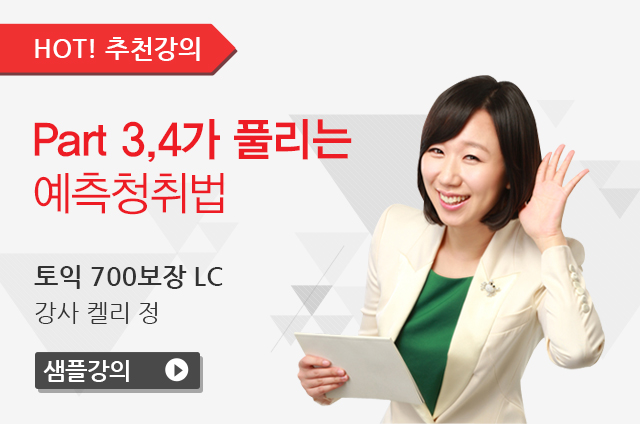 HOT! 추천강의
Part 3,4가 풀리는
예측청취법
토익 700보장 LC
강사 켈리 정
샘플강의